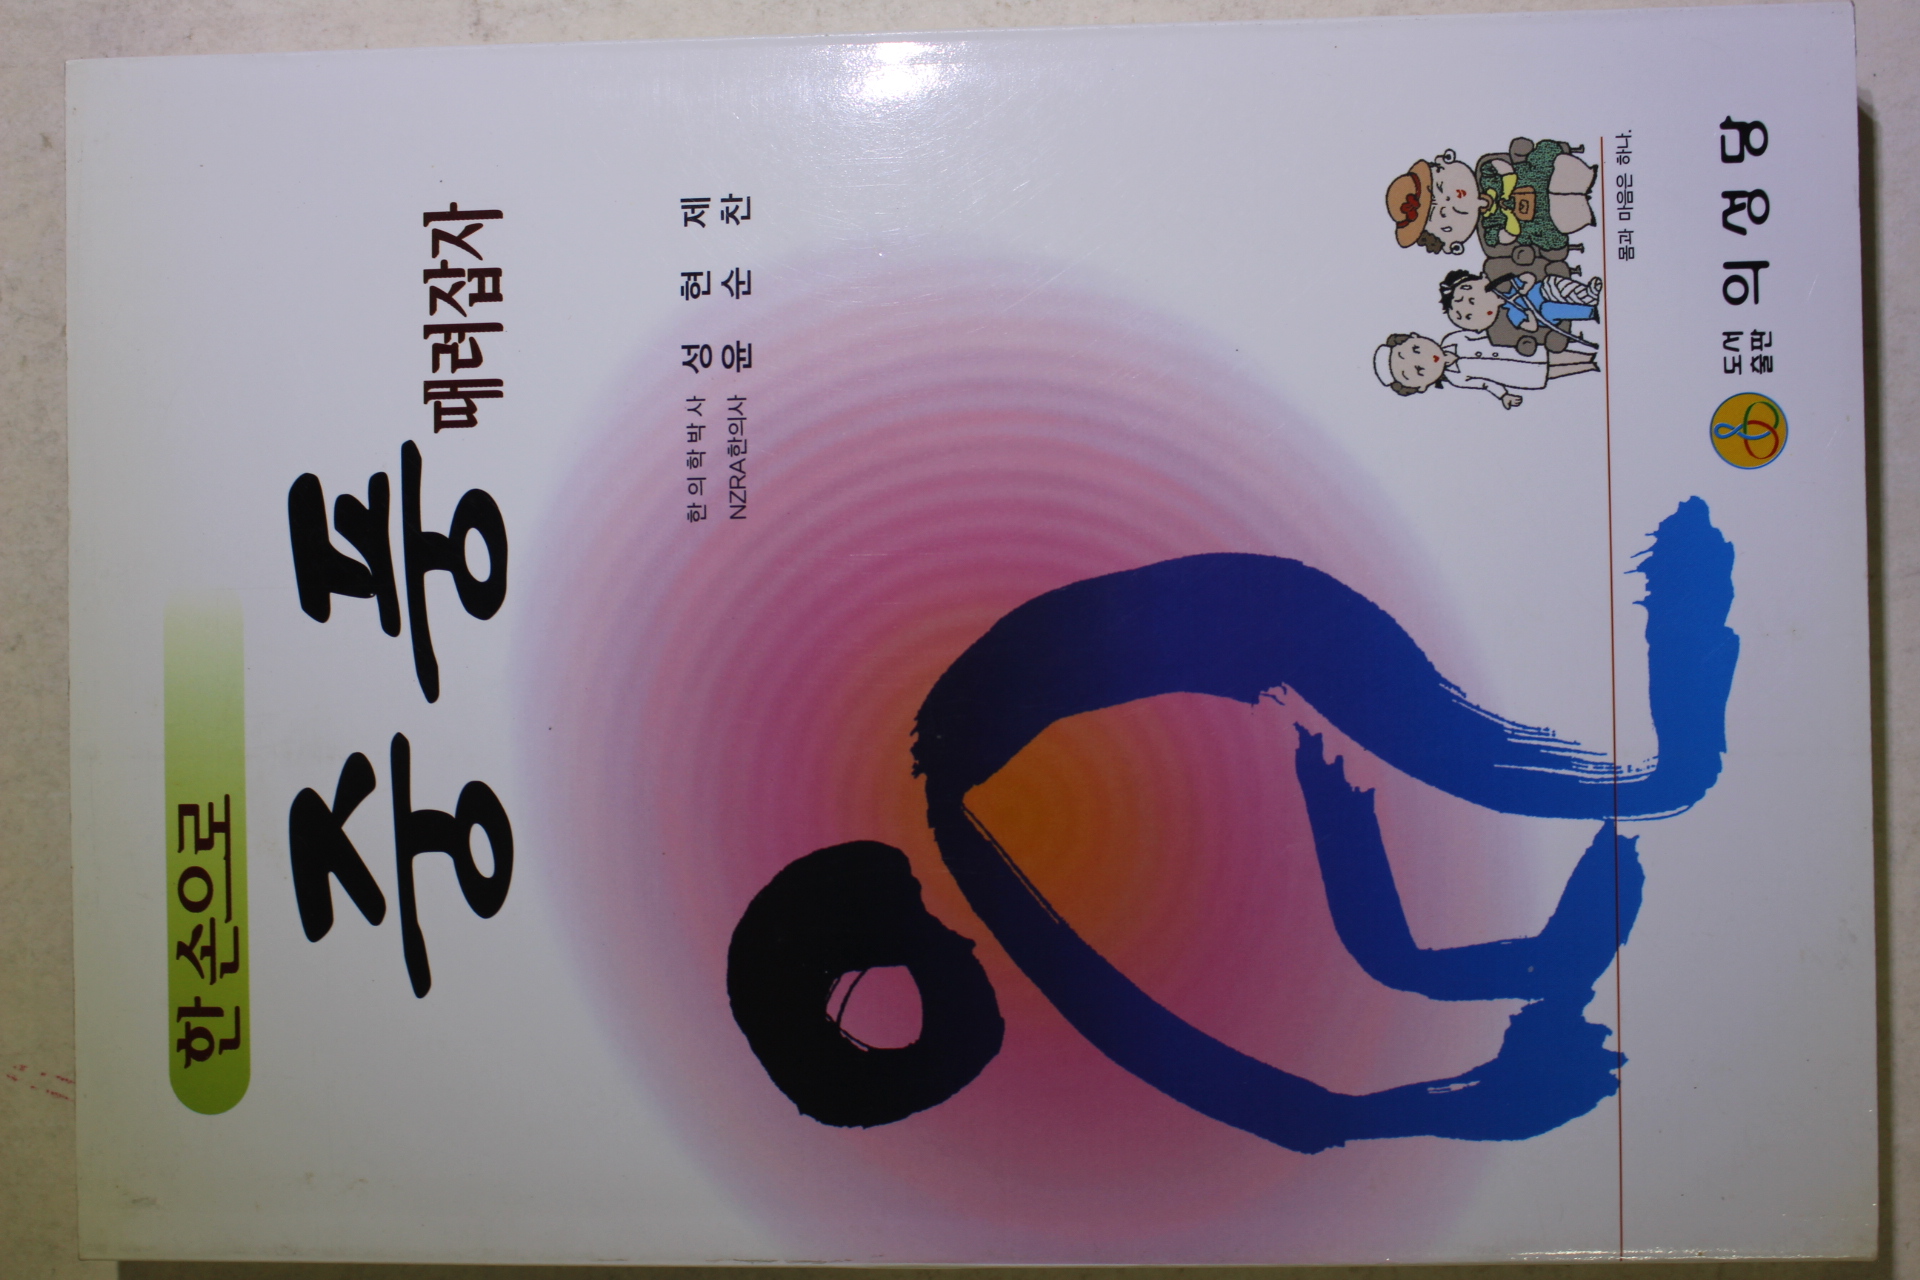 한 손으로
중풍 때려잡자
한의학박사 성현제
NZRA한의사 윤순찬
몸과 마음은 하나.
도서출판 의성당